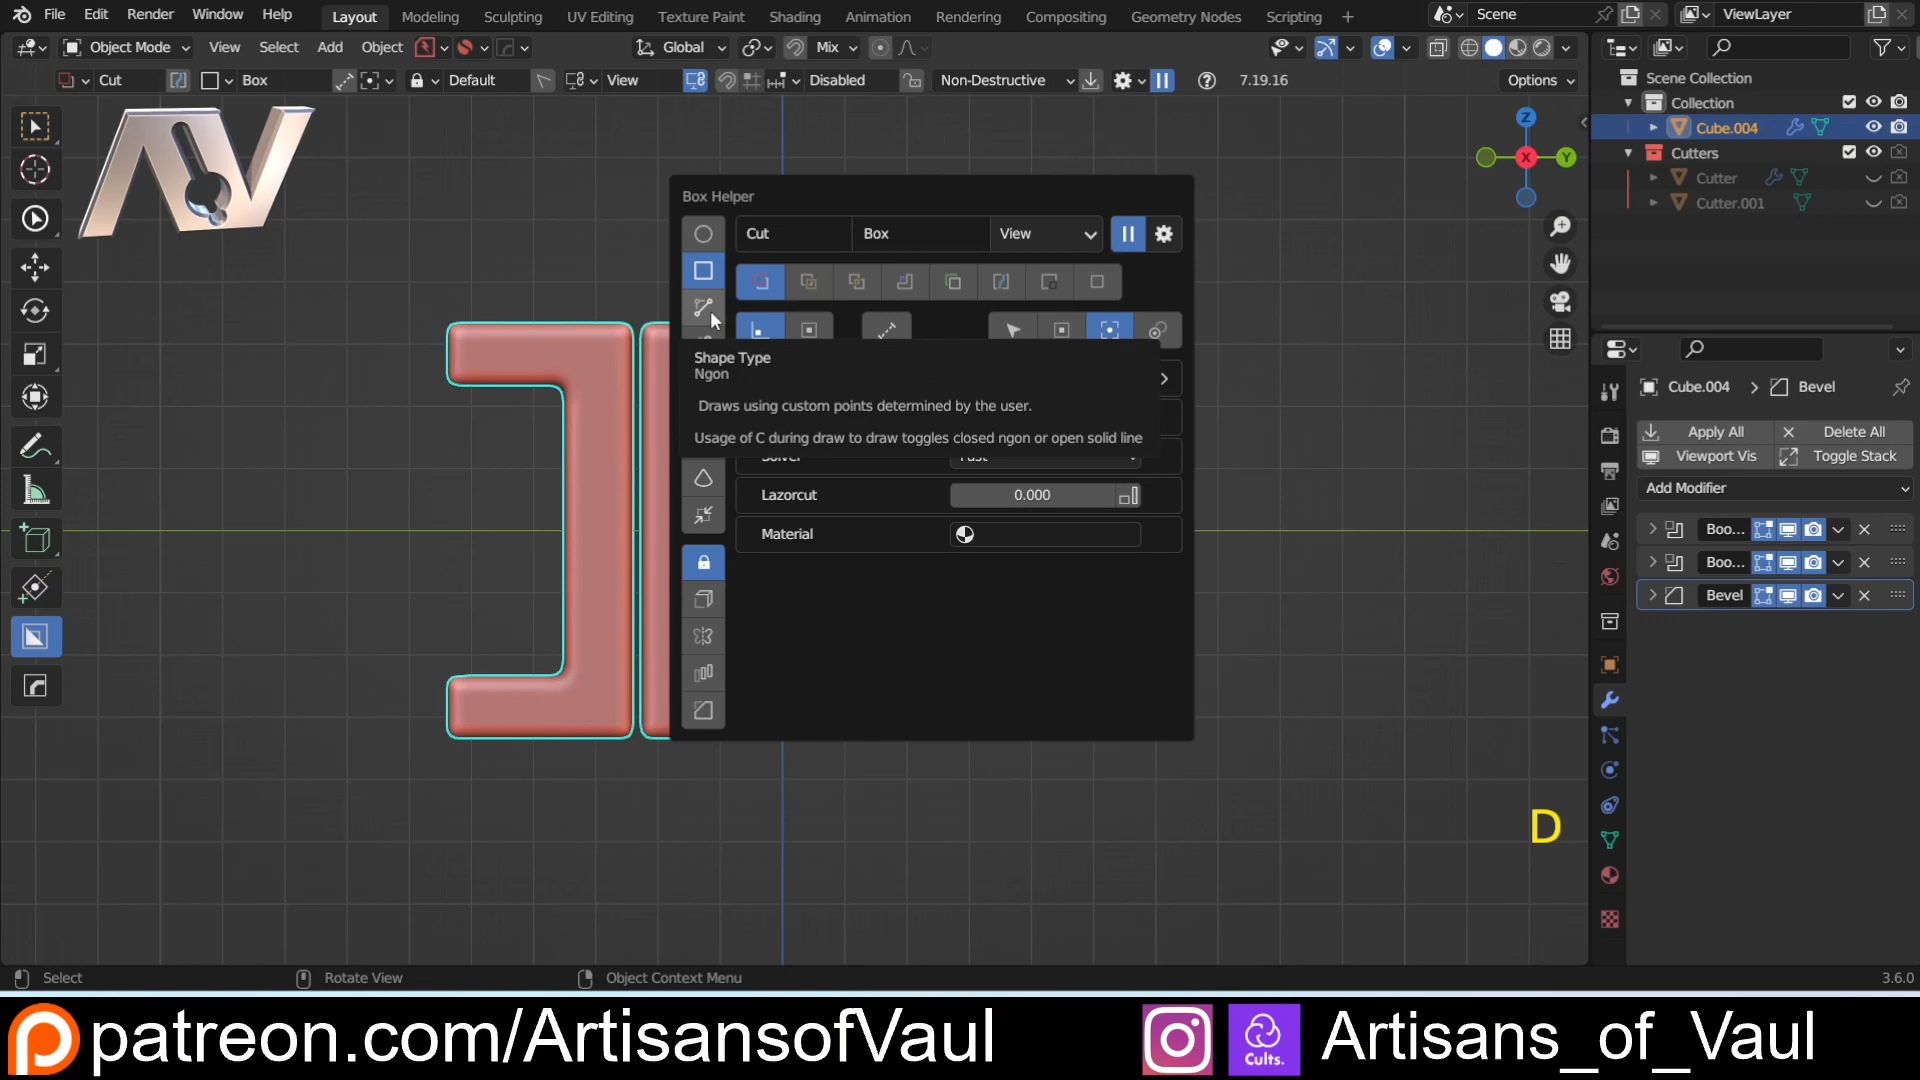 File Edit Render Window Help Layout Modeling Sculpting UV Editing Texture Paint Shading Animation Rendering Compositing Geometry Nodes Scripting + Scene ViewLayer
Object Mode View Select Add Object Global Mix
Cut Box Default View Disabled Non-Destructive 7.19.16 Options
Scene Collection
Collection
Cube.004
Cutters
Cutter
Cutter.001
Z
X
Y
Box Helper
Cut Box View
Shape Type
Ngon
Draws using custom points determined by the user.
Usage of C during draw to draw toggles closed ngon or open solid line
Lazorcut 0.000
Material
Cube.004 > Bevel
Apply All Delete All
Viewport Vis Toggle Stack
Add Modifier
Boo...
Boo...
Bevel
D
Select Rotate View Object Context Menu 3.6.0
patreon.com/ArtisansofVaul Cults. Artisans_of_Vaul